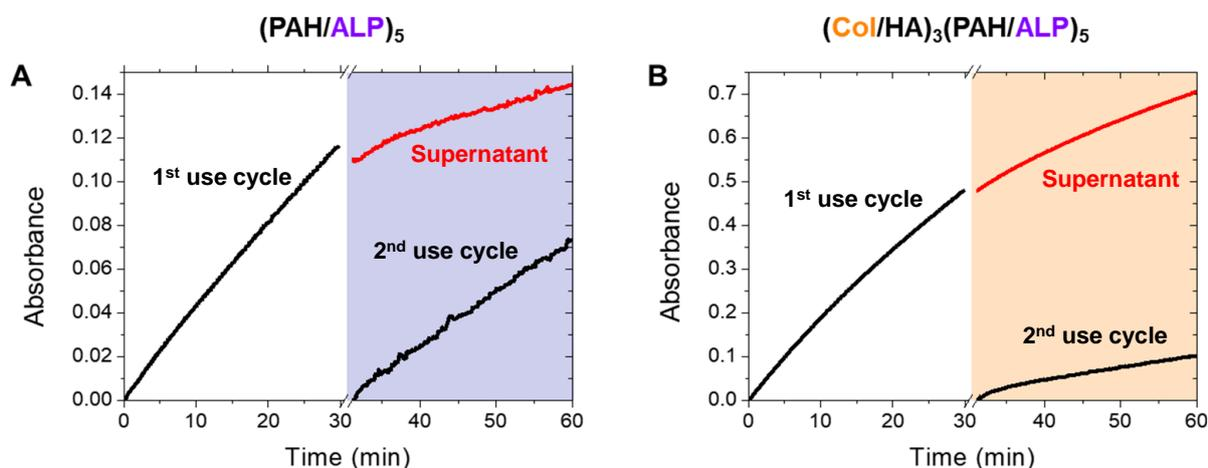 (PAH/ALP)5
A
0.14
0.12
0.10
0.08
0.06
0.04
0.02
0.00
Absorbance
1st use cycle
Supernatant
2nd use cycle
0 10 20 30 40 50 60
Time (min)
(Col/HA)3(PAH/ALP)5
B
0.7
0.6
0.5
0.4
0.3
0.2
0.1
0.0
Absorbance
1st use cycle
Supernatant
2nd use cycle
0 10 20 30 40 50 60
Time (min)